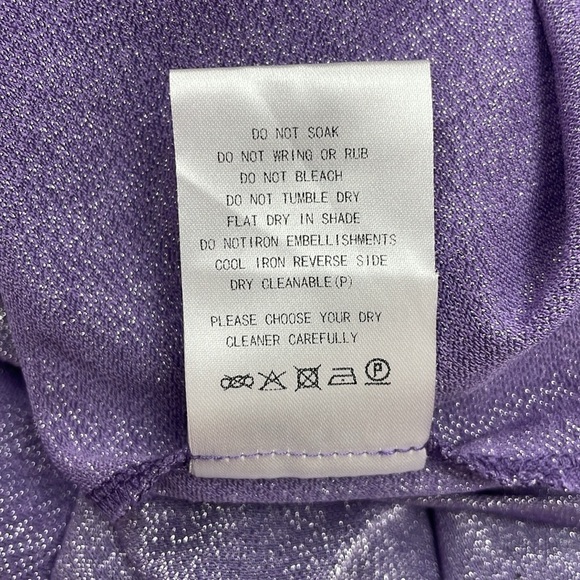 DO NOT SOAK
DO NOT WRING OR RUB
DO NOT BLEACH
DO NOT TUMBLE DRY
FLAT DRY IN SHADE
DO NOTIRON EMBELLISHMENTS
COOL IRON REVERSE SIDE
DRY CLEANABLE(P)
PLEASE CHOOSE YOUR DRY
CLEANER CAREFULLY
P